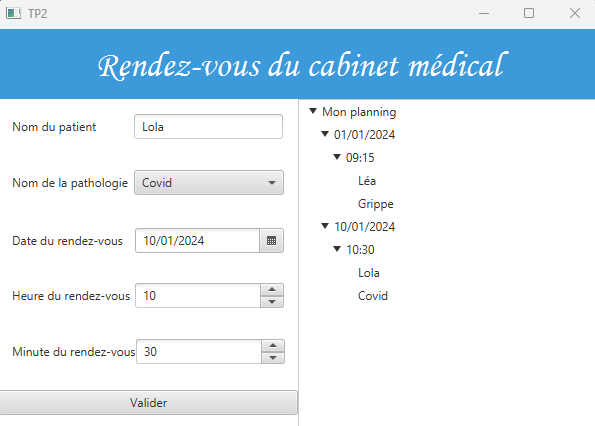 TP2
Rendez-vous du cabinet médical
Nom du patient
Lola
Nom de la pathologie
Covid
Date du rendez-vous
10/01/2024
Heure du rendez-vous
10
Minute du rendez-vous
30
Valider
Mon planning
01/01/2024
09:15
Léa
Grippe
10/01/2024
10:30
Lola
Covid